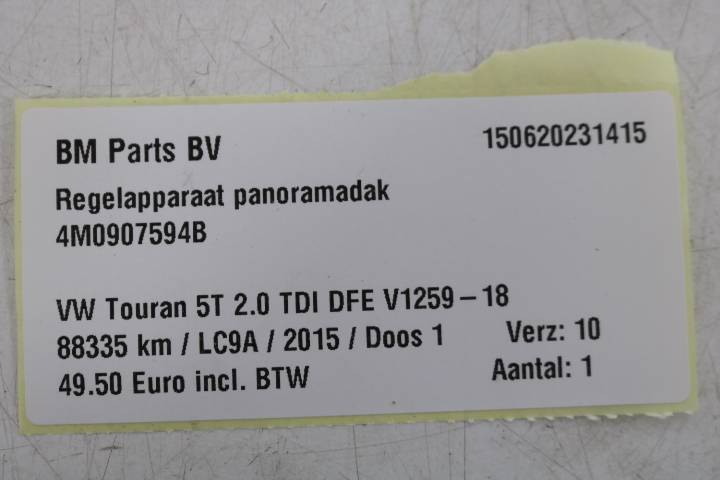 BM Parts BV 150620231415
Regelapparaat panoramadak
4M0907594B
VW Touran 5T 2.0 TDI DFE V1259-18
88335 km / LC9A / 2015 / Doos 1 Verz: 10
49.50 Euro incl. BTW Aantal: 1